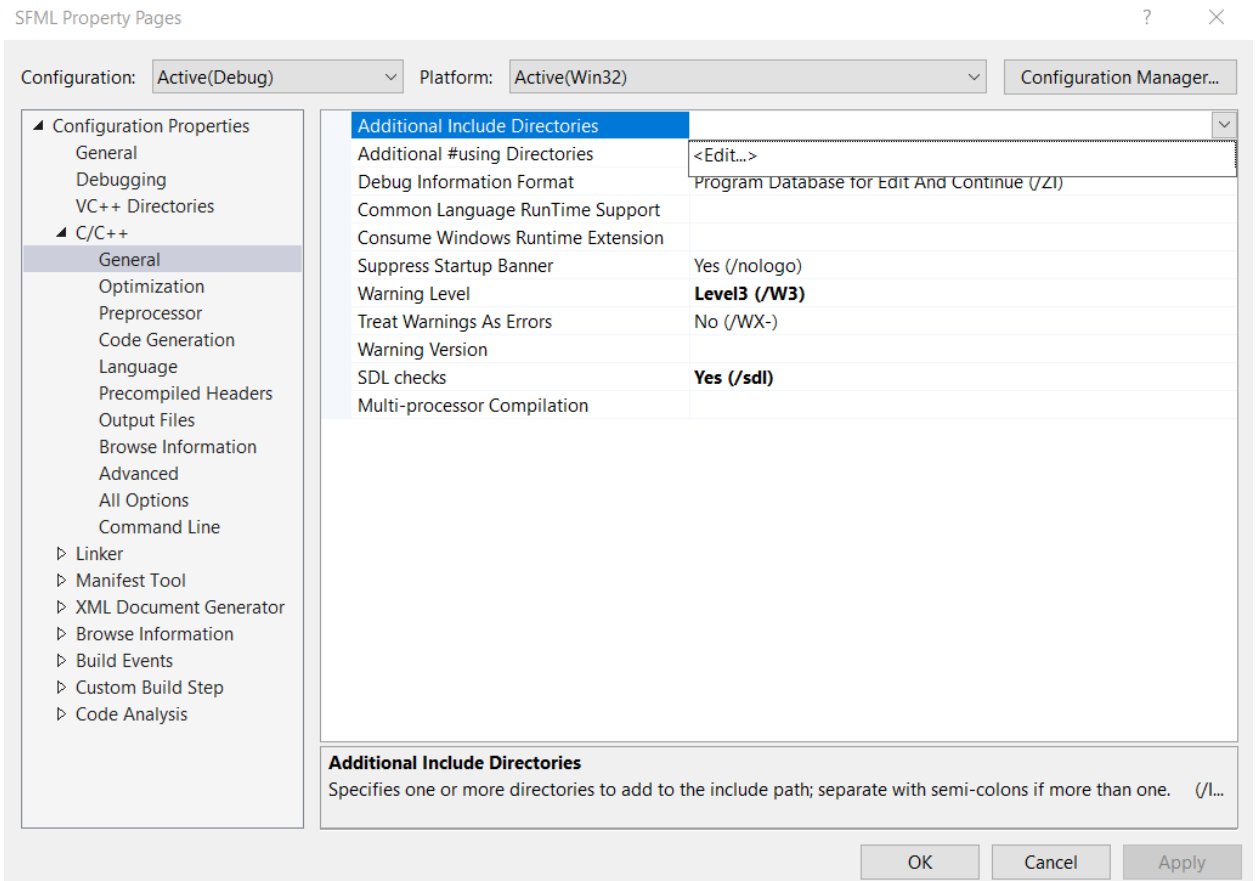 SFML Property Pages
Configuration: Active(Debug) Platform: Active(Win32) Configuration Manager...
Configuration Properties
General
Debugging
VC++ Directories
C/C++
General
Optimization
Preprocessor
Code Generation
Language
Precompiled Headers
Output Files
Browse Information
Advanced
All Options
Command Line
Linker
Manifest Tool
XML Document Generator
Browse Information
Build Events
Custom Build Step
Code Analysis
Additional Include Directories
Additional #using Directories <Edit...>
Debug Information Format Program Database for Edit And Continue (/ZI)
Common Language RunTime Support
Consume Windows Runtime Extension
Suppress Startup Banner Yes (/nologo)
Warning Level Level3 (/W3)
Treat Warnings As Errors No (/WX-)
Warning Version
SDL checks Yes (/sdl)
Multi-processor Compilation
Additional Include Directories
Specifies one or more directories to add to the include path; separate with semi-colons if more than one. (/I...
OK Cancel Apply